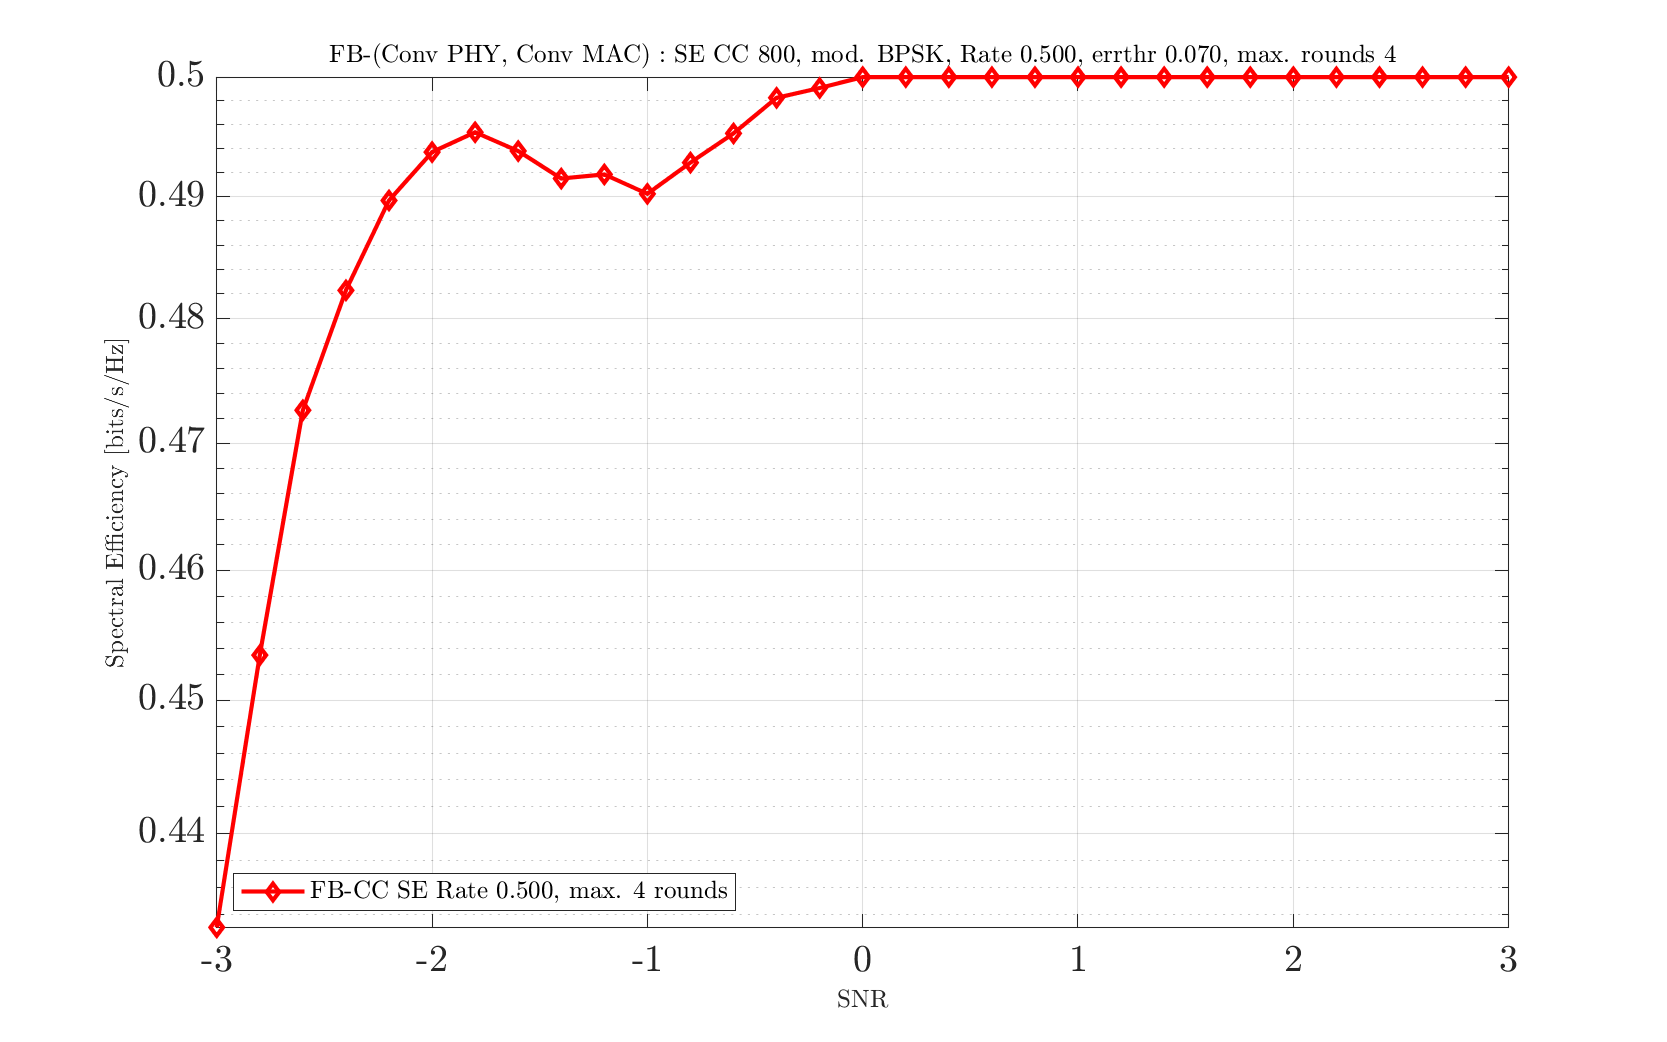 FB-(Conv PHY, Conv MAC) : SE CC 800, mod. BPSK, Rate 0.500, errthr 0.070, max. rounds 4
0.5
0.49
0.48
0.47
0.46
0.45
0.44
Spectral Efficiency [bits/s/Hz]
FB-CC SE Rate 0.500, max. 4 rounds
-3 -2 -1 0 1 2 3
SNR